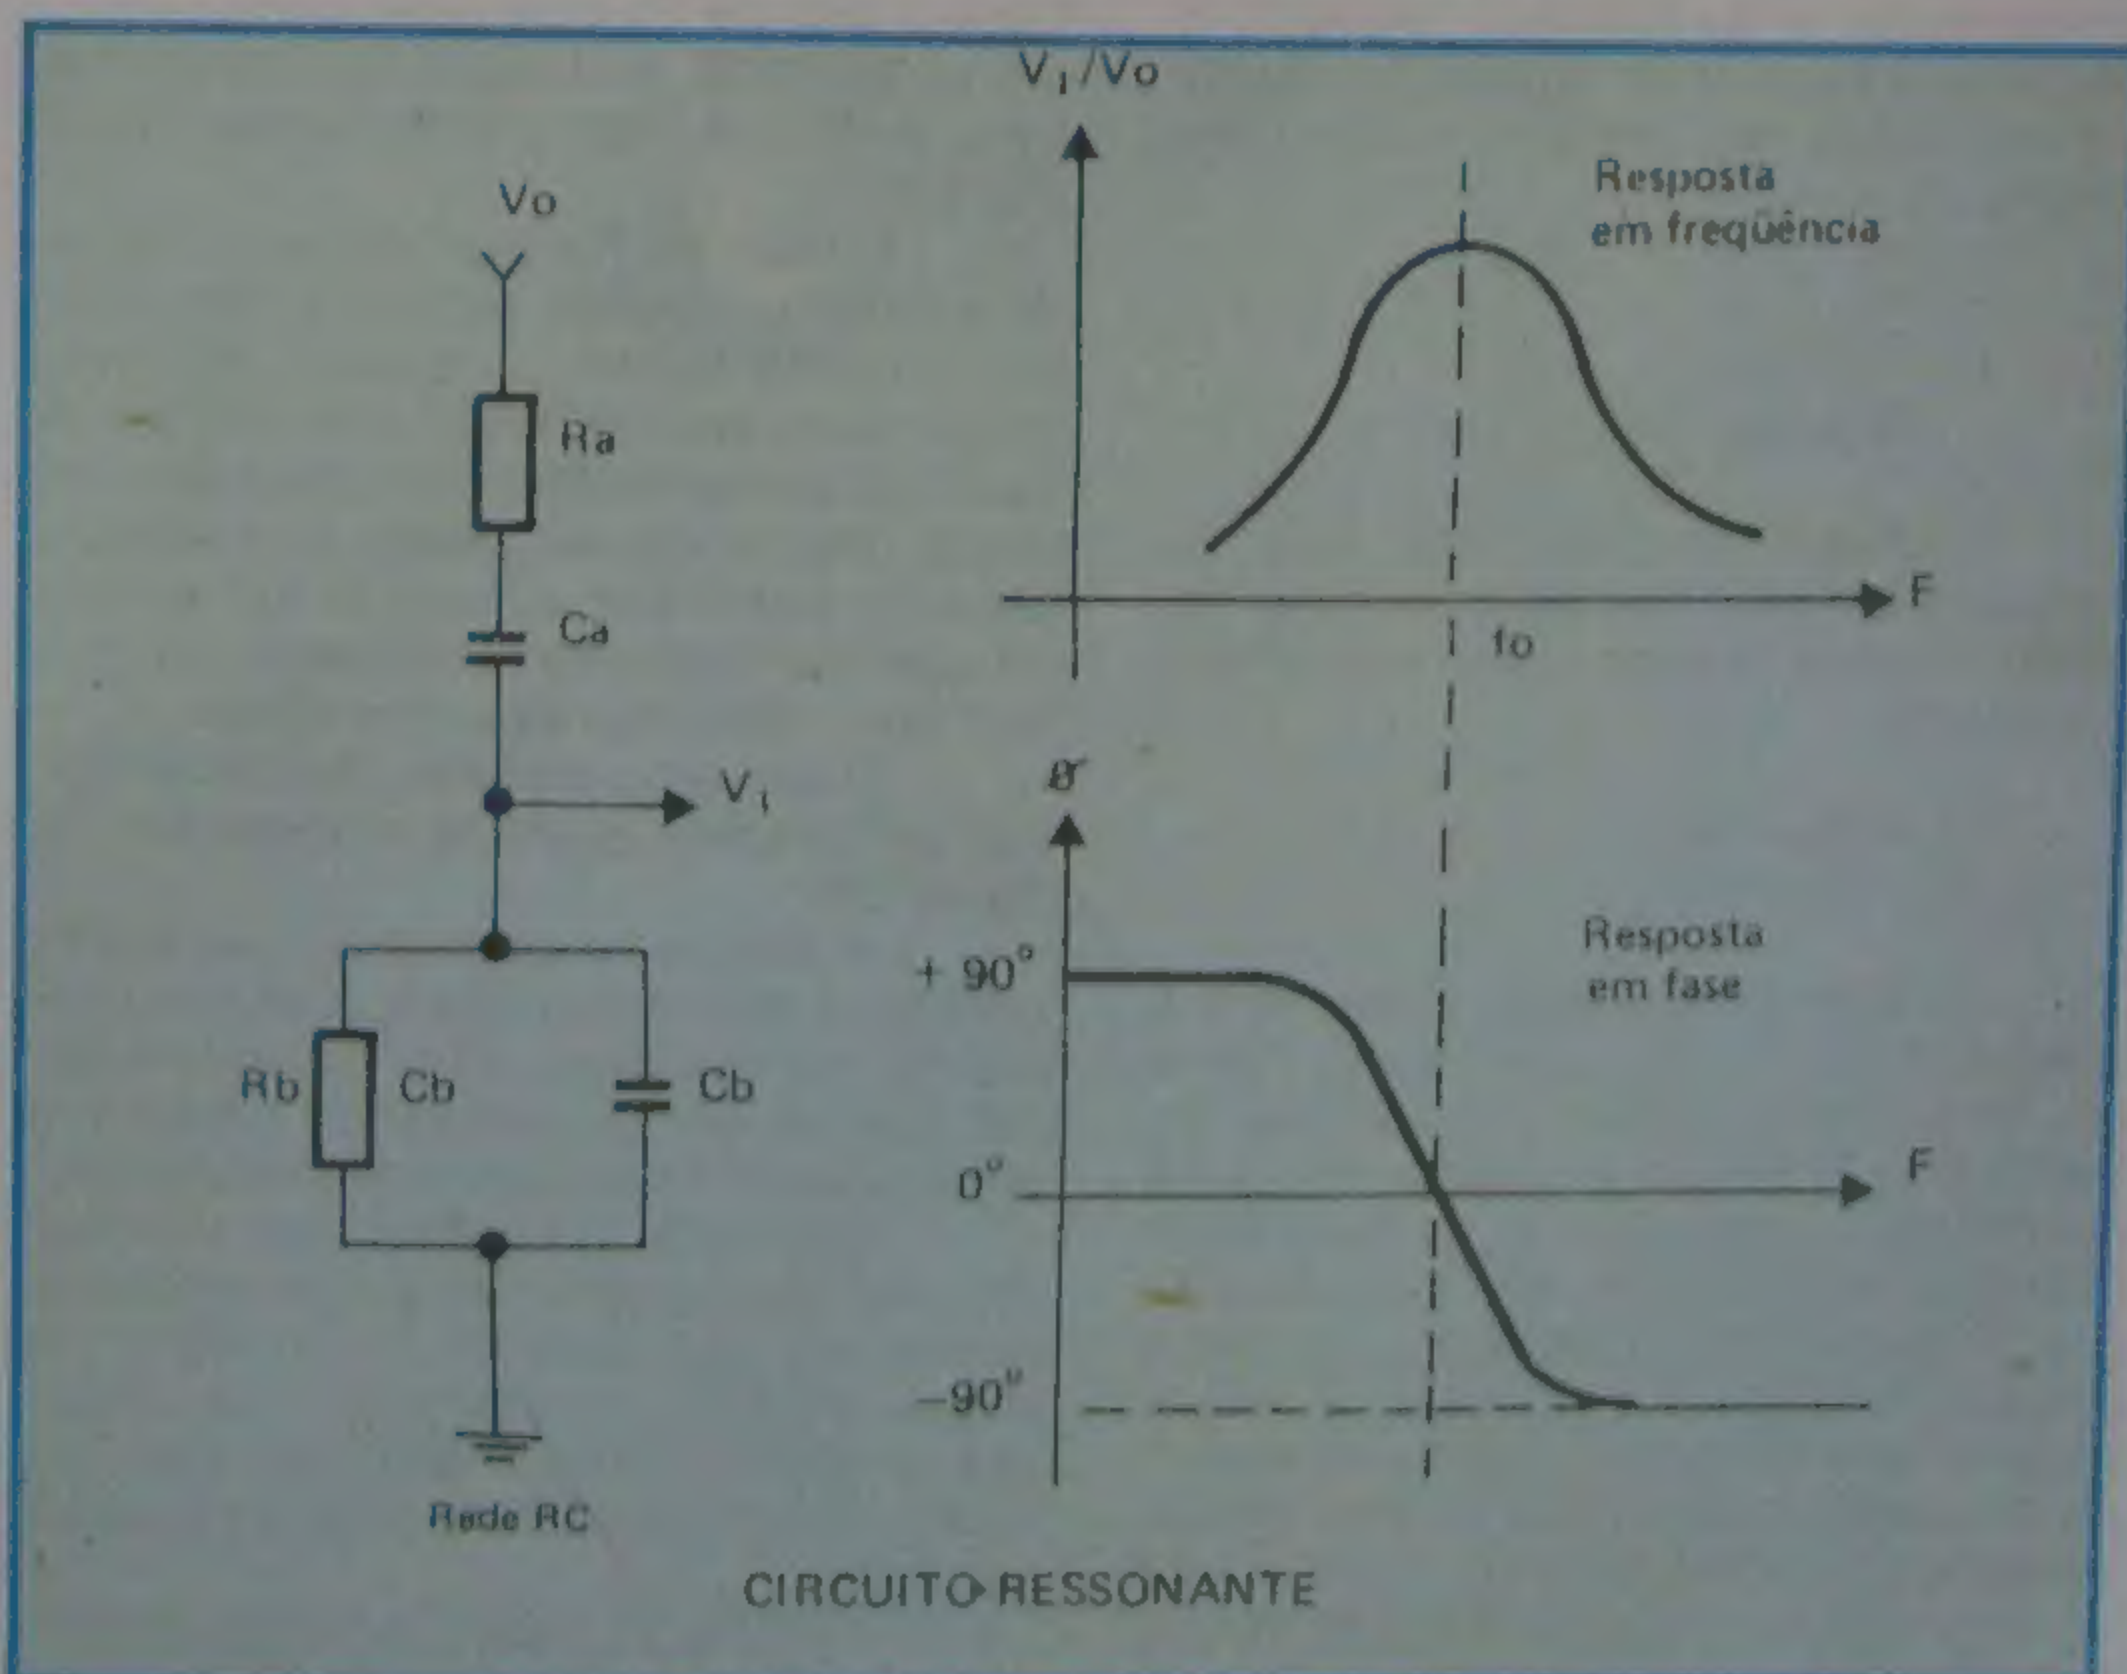 Vo
Ra
Ca
V₁
Rb
Cb
Cb
Rede RC
V₁/Vo
Resposta
em freqüência
F
fo
+ 90°
0°
−90°
Resposta
em fase
F
CIRCUITO RESSONANTE